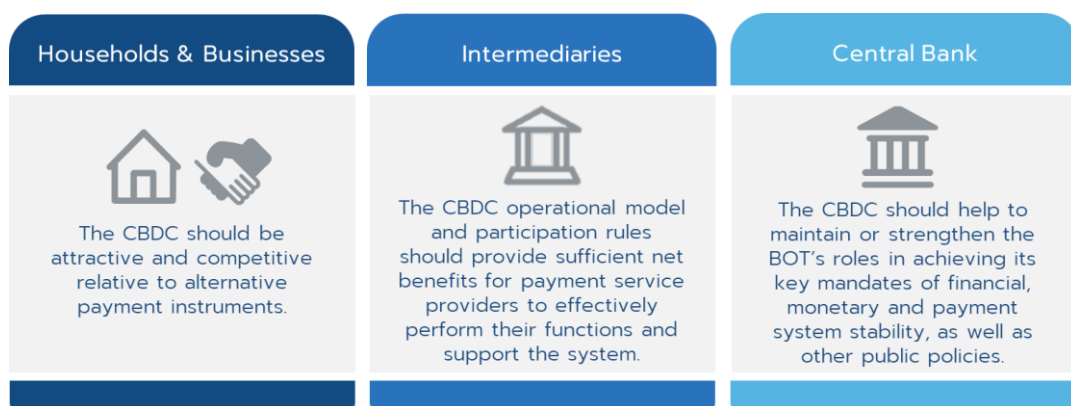 Households & Businesses
The CBDC should be
attractive and competitive
relative to alternative
payment instruments.
Intermediaries
The CBDC operational model
and participation rules
should provide sufficient net
benefits for payment service
providers to effectively
perform their functions and
support the system.
Central Bank
The CBDC should help to
maintain or strengthen the
BOT's roles in achieving its
key mandates of financial,
monetary and payment
system stability, as well as
other public policies.